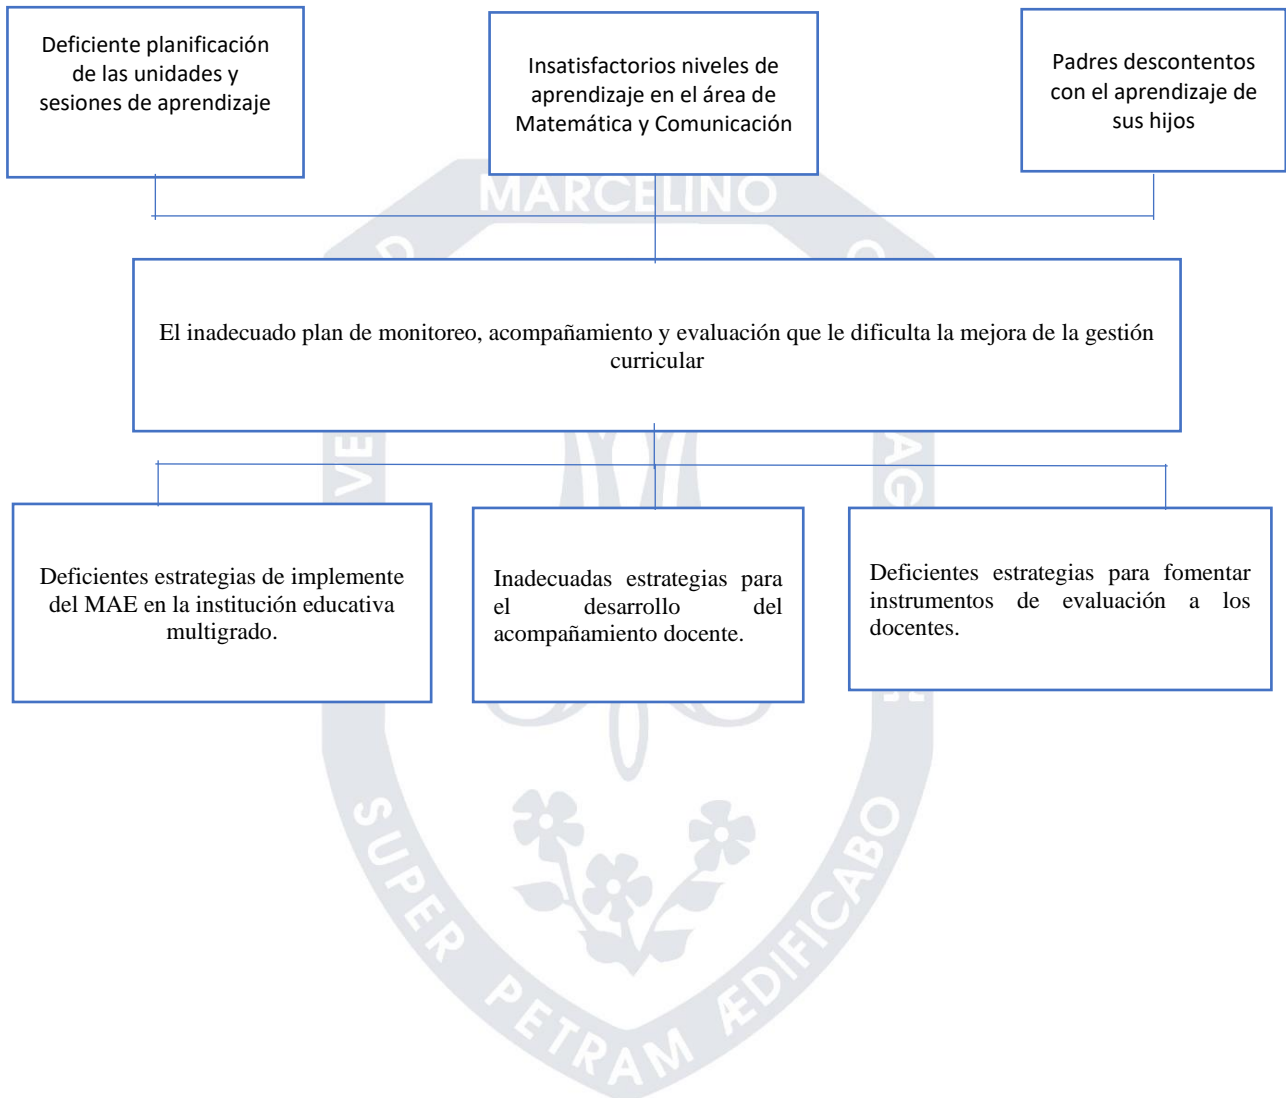 Deficiente planificación
de las unidades y
sesiones de aprendizaje
Insatisfactorios niveles de
aprendizaje en el área de
Matemática y Comunicación
Padres descontentos
con el aprendizaje de
sus hijos
MARCELINO
El inadecuado plan de monitoreo, acompañamiento y evaluación que le dificulta la mejora de la gestión
curricular
Deficientes estrategias de implemente
del MAE en la institución educativa
multigrado.
Inadecuadas estrategias para
el desarrollo del
acompañamiento docente.
Deficientes estrategias para fomentar
instrumentos de evaluación a los
docentes.
SUPER PETRAM ÆDIFICABO